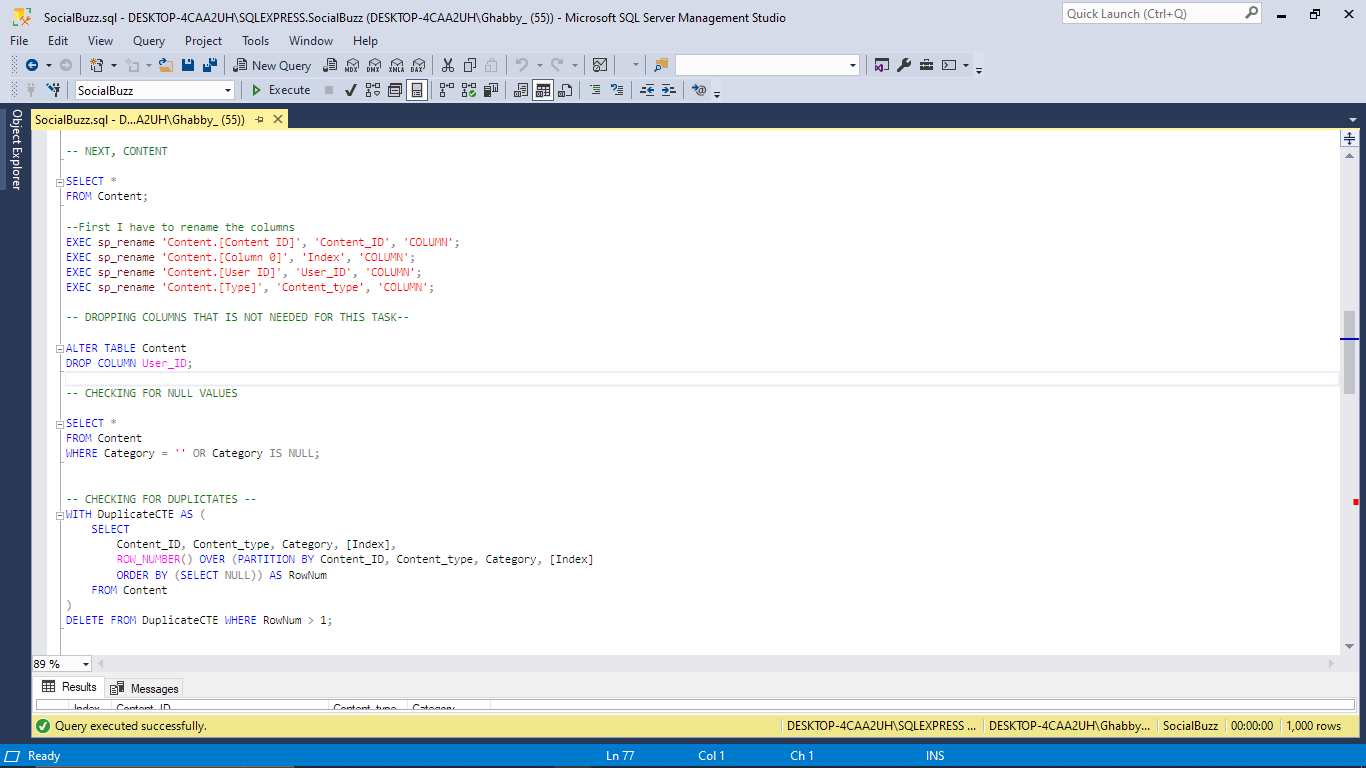 SocialBuzz.sql - DESKTOP-4CAA2UH\SQLEXPRESS.SocialBuzz (DESKTOP-4CAA2UH\Ghabby_ (55)) - Microsoft SQL Server Management Studio
Quick Launch (Ctrl+Q)
File Edit View Query Project Tools Window Help
New Query MDX DMX XMLA DAX
SocialBuzz Execute
Object Explorer
SocialBuzz.sql - D...A2UH\Ghabby_ (55))
-- NEXT, CONTENT
SELECT *
FROM Content;
--First I have to rename the columns
EXEC sp_rename 'Content.[Content ID]', 'Content_ID', 'COLUMN';
EXEC sp_rename 'Content.[Column 0]', 'Index', 'COLUMN';
EXEC sp_rename 'Content.[User ID]', 'User_ID', 'COLUMN';
EXEC sp_rename 'Content.[Type]', 'Content_type', 'COLUMN';
-- DROPPING COLUMNS THAT IS NOT NEEDED FOR THIS TASK--
ALTER TABLE Content
DROP COLUMN User_ID;
-- CHECKING FOR NULL VALUES
SELECT *
FROM Content
WHERE Category = '' OR Category IS NULL;
-- CHECKING FOR DUPLICTATES --
WITH DuplicateCTE AS (
SELECT
Content_ID, Content_type, Category, [Index],
ROW_NUMBER() OVER (PARTITION BY Content_ID, Content_type, Category, [Index]
ORDER BY (SELECT NULL)) AS RowNum
FROM Content
)
DELETE FROM DuplicateCTE WHERE RowNum > 1;
89 %
Results Messages
Index Content_ID Content_type Category
Query executed successfully. DESKTOP-4CAA2UH\SQLEXPRESS ... DESKTOP-4CAA2UH\Ghabby... SocialBuzz 00:00:00 1,000 rows
Ready Ln 77 Col 1 Ch 1 INS